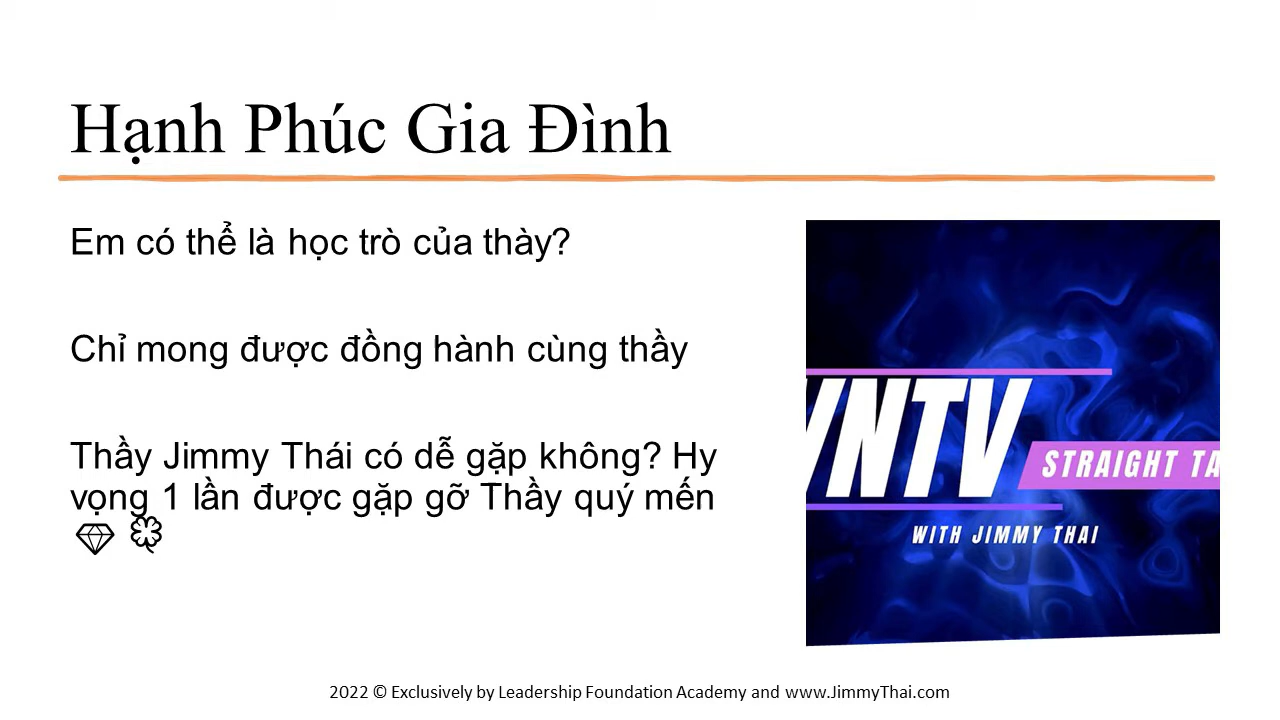 Hạnh Phúc Gia Đình
Em có thể là học trò của thày?
Chỉ mong được đồng hành cùng thầy
Thầy Jimmy Thái có dễ gặp không? Hy
vọng 1 lần được gặp gỡ Thầy quý mến
💎 🍀
VNTV
STRAIGHT TA
WITH JIMMY THAI
2022 © Exclusively by Leadership Foundation Academy and www.JimmyThai.com